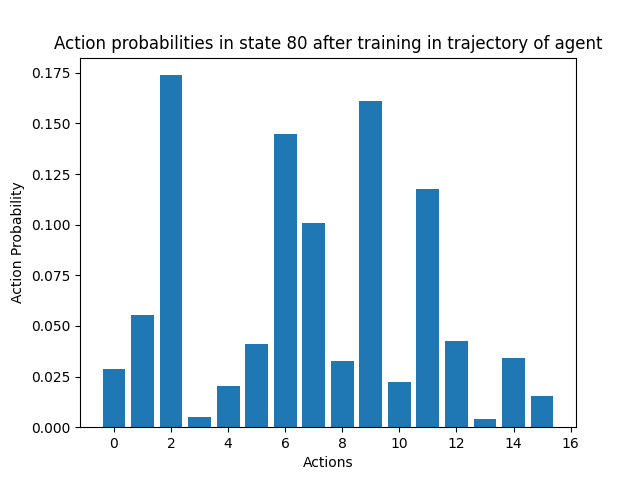 Action probabilities in state 80 after training in trajectory of agent
0.175
0.150
0.125
0.100
0.075
0.050
0.025
0.000
Action Probability
0 2 4 6 8 10 12 14 16
Actions